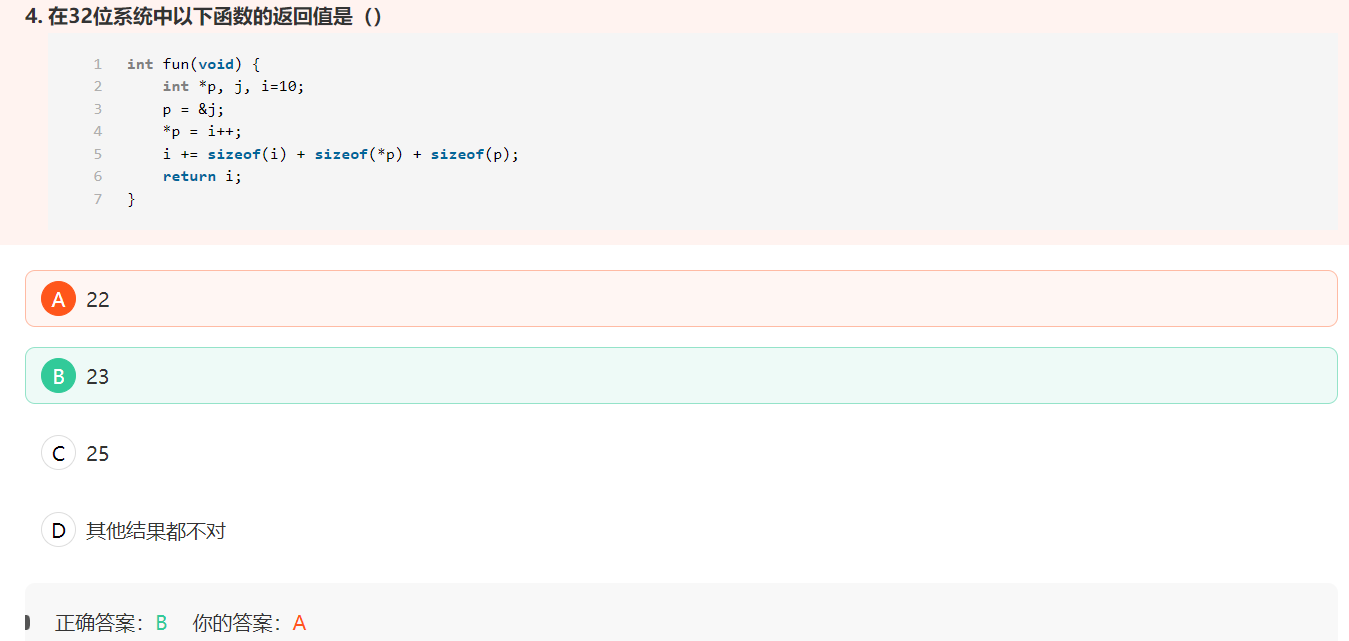 4. 在32位系统中以下函数的返回值是（）
1 int fun(void) {
2 int *p, j, i=10;
3 p = &j;
4 *p = i++;
5 i += sizeof(i) + sizeof(*p) + sizeof(p);
6 return i;
7 }
A 22
B 23
C 25
D 其他结果都不对
正确答案：B 你的答案：A